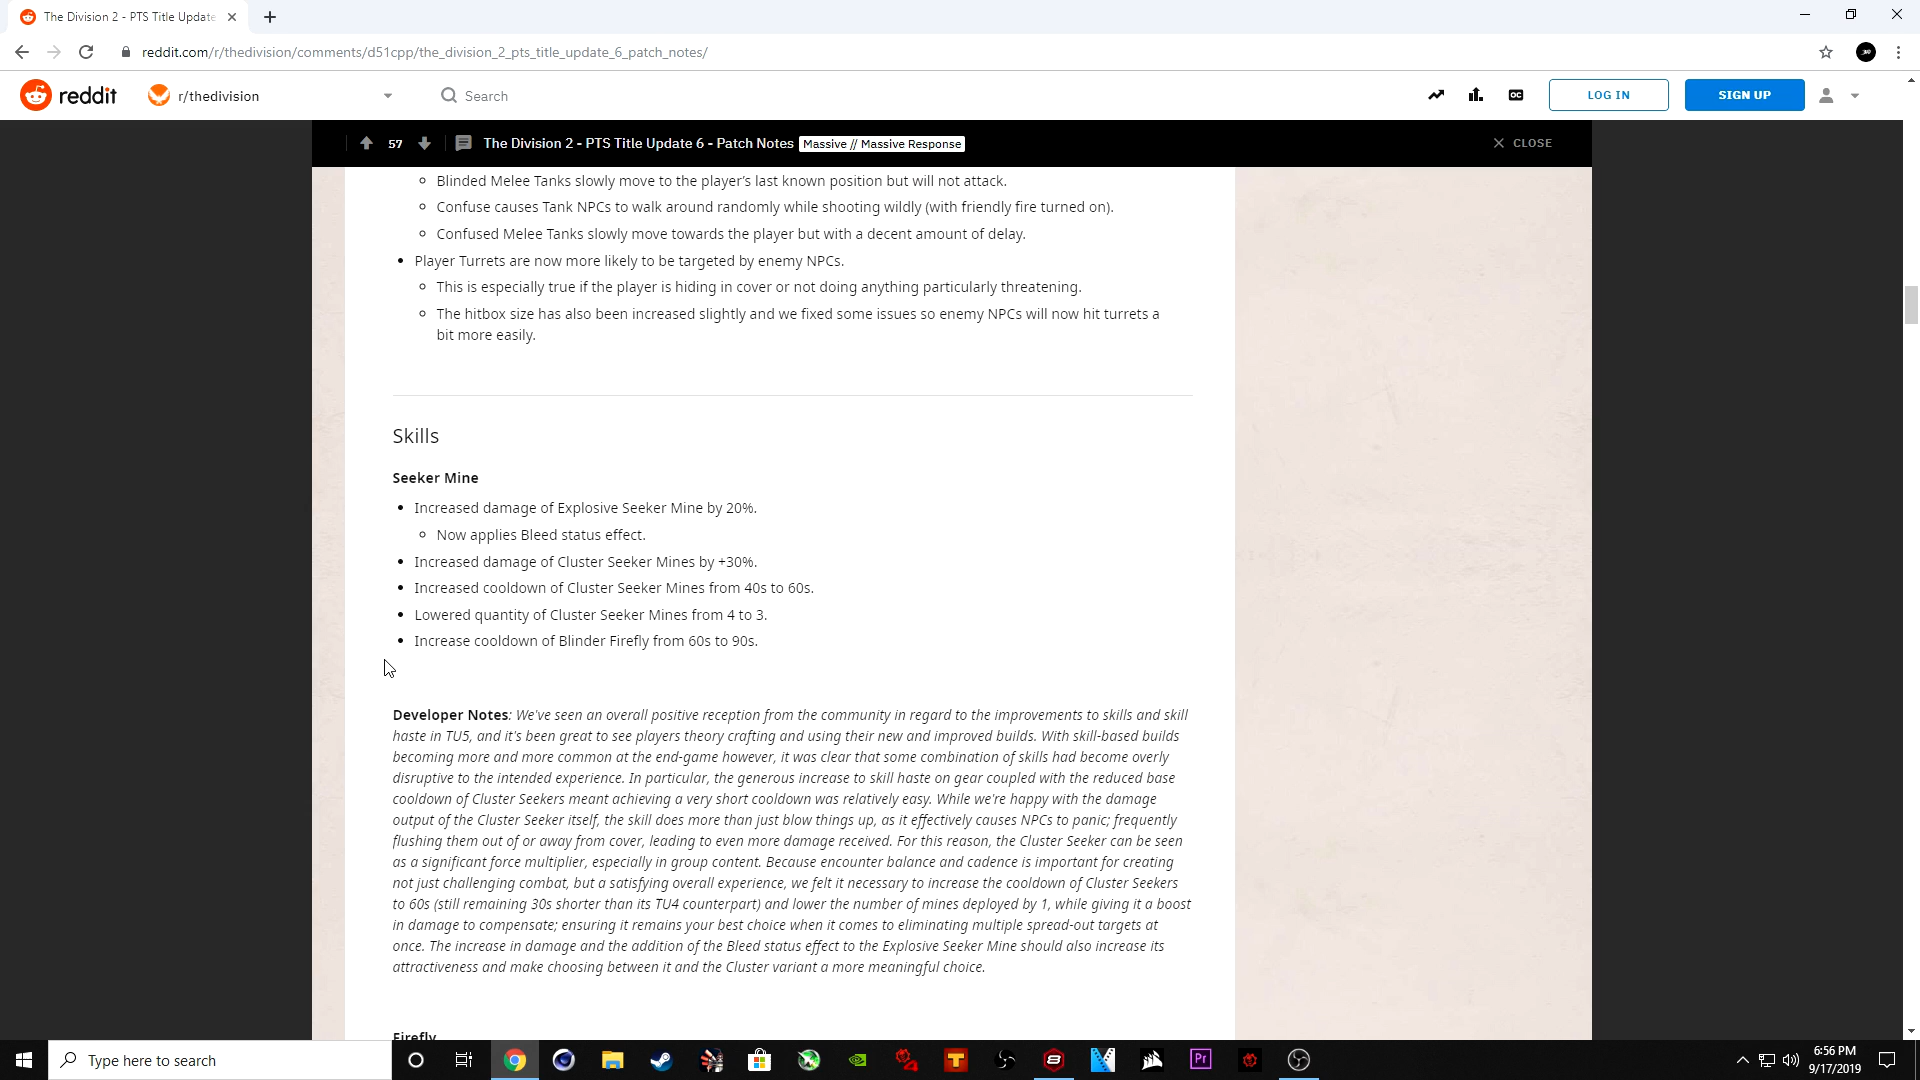 The Division 2 - PTS Title Update
reddit.com/r/thedivision/comments/d51cpp/the_division_2_pts_title_update_6_patch_notes/
reddit
r/thedivision
Search
LOG IN
SIGN UP
57
The Division 2 - PTS Title Update 6 - Patch Notes
Massive // Massive Response
CLOSE
Blinded Melee Tanks slowly move to the player's last known position but will not attack.
Confuse causes Tank NPCs to walk around randomly while shooting wildly (with friendly fire turned on).
Confused Melee Tanks slowly move towards the player but with a decent amount of delay.
Player Turrets are now more likely to be targeted by enemy NPCs.
This is especially true if the player is hiding in cover or not doing anything particularly threatening.
The hitbox size has also been increased slightly and we fixed some issues so enemy NPCs will now hit turrets a
bit more easily.
Skills
Seeker Mine
Increased damage of Explosive Seeker Mine by 20%.
Now applies Bleed status effect.
Increased damage of Cluster Seeker Mines by +30%.
Increased cooldown of Cluster Seeker Mines from 40s to 60s.
Lowered quantity of Cluster Seeker Mines from 4 to 3.
Increase cooldown of Blinder Firefly from 60s to 90s.
Developer Notes: We've seen an overall positive reception from the community in regard to the improvements to skills and skill
haste in TU5, and it's been great to see players theory crafting and using their new and improved builds. With skill-based builds
becoming more and more common at the end-game however, it was clear that some combination of skills had become overly
disruptive to the intended experience. In particular, the generous increase to skill haste on gear coupled with the reduced base
cooldown of Cluster Seekers meant achieving a very short cooldown was relatively easy. While we're happy with the damage
output of the Cluster Seeker itself, the skill does more than just blow things up, as it effectively causes NPCs to panic; frequently
flushing them out of or away from cover, leading to even more damage received. For this reason, the Cluster Seeker can be seen
as a significant force multiplier, especially in group content. Because encounter balance and cadence is important for creating
not just challenging combat, but a satisfying overall experience, we felt it necessary to increase the cooldown of Cluster Seekers
to 60s (still remaining 30s shorter than its TU4 counterpart) and lower the number of mines deployed by 1, while giving it a boost
in damage to compensate; ensuring it remains your best choice when it comes to eliminating multiple spread-out targets at
once. The increase in damage and the addition of the Bleed status effect to the Explosive Seeker Mine should also increase its
attractiveness and make choosing between it and the Cluster variant a more meaningful choice.
Firefly
Type here to search
Pr
6:56 PM
9/17/2019